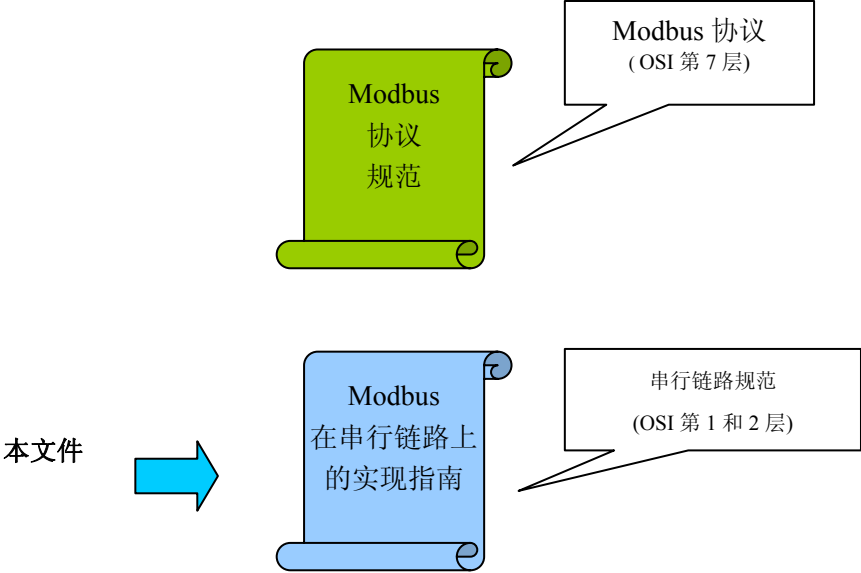 Modbus 协议
( OSI 第 7 层)
Modbus
协议
规范
串行链路规范
(OSI 第 1 和 2 层)
Modbus
在串行链路上
的实现指南
本文件